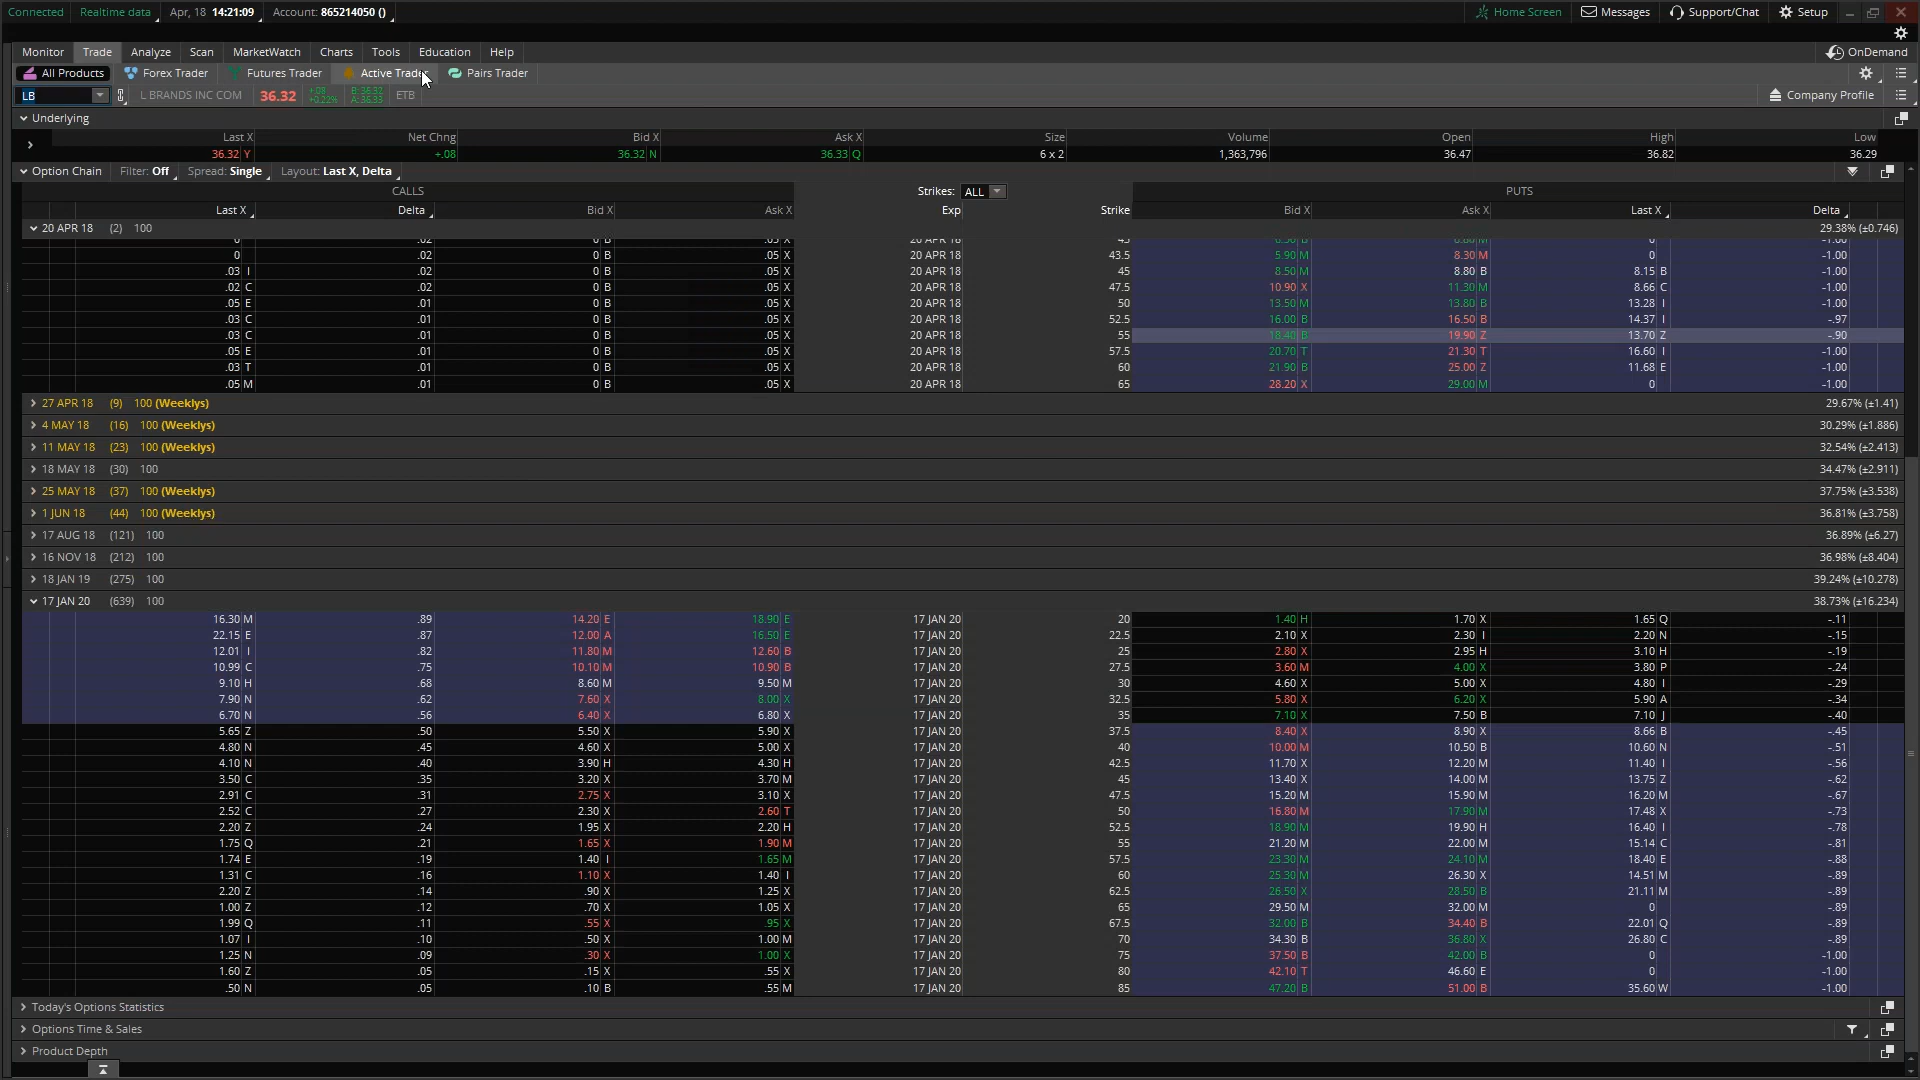 Connected Realtime data Apr, 18 14:21:09 Account: 865214050 () Home Screen Messages Support/Chat Setup
Monitor Trade Analyze Scan MarketWatch Charts Tools Education Help OnDemand
All Products Forex Trader Futures Trader Active Trader Pairs Trader
LB L BRANDS INC COM 36.32 +.08 +0.22% B: 36.32 A: 36.33 ETB Company Profile
Underlying
Last X Net Chng Bid X Ask X Size Volume Open High Low
36.32 Y +.08 36.32 N 36.33 Q 6 x 2 1,363,796 36.47 36.82 36.29
Option Chain Filter: Off Spread: Single Layout: Last X, Delta
CALLS Strikes: ALL PUTS
Last X Delta Bid X Ask X Exp Strike Bid X Ask X Last X Delta
20 APR 18 (2) 100 29.38% (±0.746)
0 .02 0 B .05 X 20 APR 18 43.5 5.90 M 8.30 M 0 -1.00
.03 I .02 0 B .05 X 20 APR 18 45 8.50 M 8.80 B 8.15 B -1.00
.02 C .02 0 B .05 X 20 APR 18 47.5 10.90 X 11.30 M 8.66 C -1.00
.05 E .01 0 B .05 X 20 APR 18 50 13.50 M 13.80 B 13.28 I -1.00
.03 C .01 0 B .05 X 20 APR 18 52.5 16.00 B 16.50 B 14.37 I -.97
.03 C .01 0 B .05 X 20 APR 18 55 18.40 B 19.90 Z 13.70 Z -.90
.05 E .01 0 B .05 X 20 APR 18 57.5 20.70 T 21.30 T 16.60 I -1.00
.03 T .01 0 B .05 X 20 APR 18 60 21.90 B 25.00 Z 11.68 E -1.00
.05 M .01 0 B .05 X 20 APR 18 65 28.20 X 29.00 M 0 -1.00
27 APR 18 (9) 100 (Weeklys) 29.67% (±1.41)
4 MAY 18 (16) 100 (Weeklys) 30.29% (±1.886)
11 MAY 18 (23) 100 (Weeklys) 32.54% (±2.413)
18 MAY 18 (30) 100 34.47% (±2.911)
25 MAY 18 (37) 100 (Weeklys) 37.75% (±3.538)
1 JUN 18 (44) 100 (Weeklys) 36.81% (±3.758)
17 AUG 18 (121) 100 36.89% (±6.27)
16 NOV 18 (212) 100 36.98% (±8.404)
18 JAN 19 (275) 100 39.24% (±10.278)
17 JAN 20 (639) 100 38.73% (±16.234)
16.30 M .89 14.20 E 18.90 E 17 JAN 20 20 1.40 H 1.70 X 1.65 Q -.11
22.15 E .87 12.00 A 16.50 E 17 JAN 20 22.5 2.10 X 2.30 I 2.20 N -.15
12.01 I .82 11.80 M 12.60 B 17 JAN 20 25 2.80 X 2.95 H 3.10 H -.19
10.99 C .75 10.10 M 10.90 B 17 JAN 20 27.5 3.60 M 4.00 X 3.80 P -.24
9.10 H .68 8.60 M 9.50 M 17 JAN 20 30 4.60 X 5.00 X 4.80 I -.29
7.90 N .62 7.60 X 8.00 X 17 JAN 20 32.5 5.80 X 6.20 X 5.90 A -.34
6.70 N .56 6.40 X 6.80 X 17 JAN 20 35 7.10 X 7.50 B 7.10 J -.40
5.65 Z .50 5.50 X 5.90 X 17 JAN 20 37.5 8.40 X 8.90 X 8.66 B -.45
4.80 N .45 4.60 X 5.00 X 17 JAN 20 40 10.00 M 10.50 B 10.60 N -.51
4.10 N .40 3.90 H 4.30 H 17 JAN 20 42.5 11.70 X 12.20 M 11.40 I -.56
3.50 C .35 3.20 X 3.70 M 17 JAN 20 45 13.40 X 14.00 M 13.75 Z -.62
2.91 C .31 2.75 X 3.10 X 17 JAN 20 47.5 15.20 M 15.90 M 16.20 M -.67
2.52 C .27 2.30 X 2.60 T 17 JAN 20 50 16.80 M 17.90 M 17.48 X -.73
2.20 Z .24 1.95 X 2.20 H 17 JAN 20 52.5 18.90 M 19.90 H 16.40 I -.78
1.75 Q .21 1.65 X 1.90 M 17 JAN 20 55 21.20 M 22.00 M 15.14 C -.81
1.74 E .19 1.40 I 1.65 M 17 JAN 20 57.5 23.30 M 24.10 M 18.40 E -.88
1.31 C .16 1.10 X 1.40 I 17 JAN 20 60 25.30 M 26.30 X 14.51 M -.89
2.20 Z .14 .90 X 1.25 X 17 JAN 20 62.5 26.50 X 28.50 B 21.11 M -.89
1.00 Z .12 .70 X 1.05 X 17 JAN 20 65 29.50 M 32.00 M 0 -.89
1.99 Q .11 .55 X .95 X 17 JAN 20 67.5 32.00 B 34.40 B 22.01 Q -.89
1.07 I .10 .50 X 1.00 M 17 JAN 20 70 34.30 B 36.80 X 26.80 C -.89
1.25 N .09 .30 X 1.00 X 17 JAN 20 75 37.50 B 42.00 B 0 -1.00
1.60 Z .05 .15 X .55 X 17 JAN 20 80 42.10 T 46.60 E 0 -1.00
.50 N .05 .10 B .55 M 17 JAN 20 85 47.20 B 51.00 B 35.60 W -1.00
Today's Options Statistics
Options Time & Sales
Product Depth